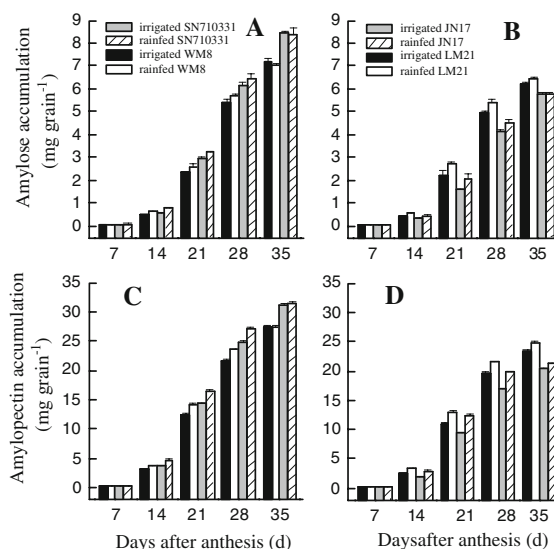 Amylose accumulation
(mg grain-1)
9
8
7
6
5
4
3
2
1
0
irrigated SN710331
rainfed SN710331
irrigated WM8
rainfed WM8
A
7 14 21 28 35
9
8
7
6
5
4
3
2
1
0
irrigated JN17
rainfed JN17
irrigated LM21
rainfed LM21
B
7 14 21 28 35
Amylopectin accumulation
(mg grain-1)
35
30
25
20
15
10
5
0
C
7 14 21 28 35
Days after anthesis (d)
35
30
25
20
15
10
5
0
D
7 14 21 28 35
Daysafter anthesis (d)